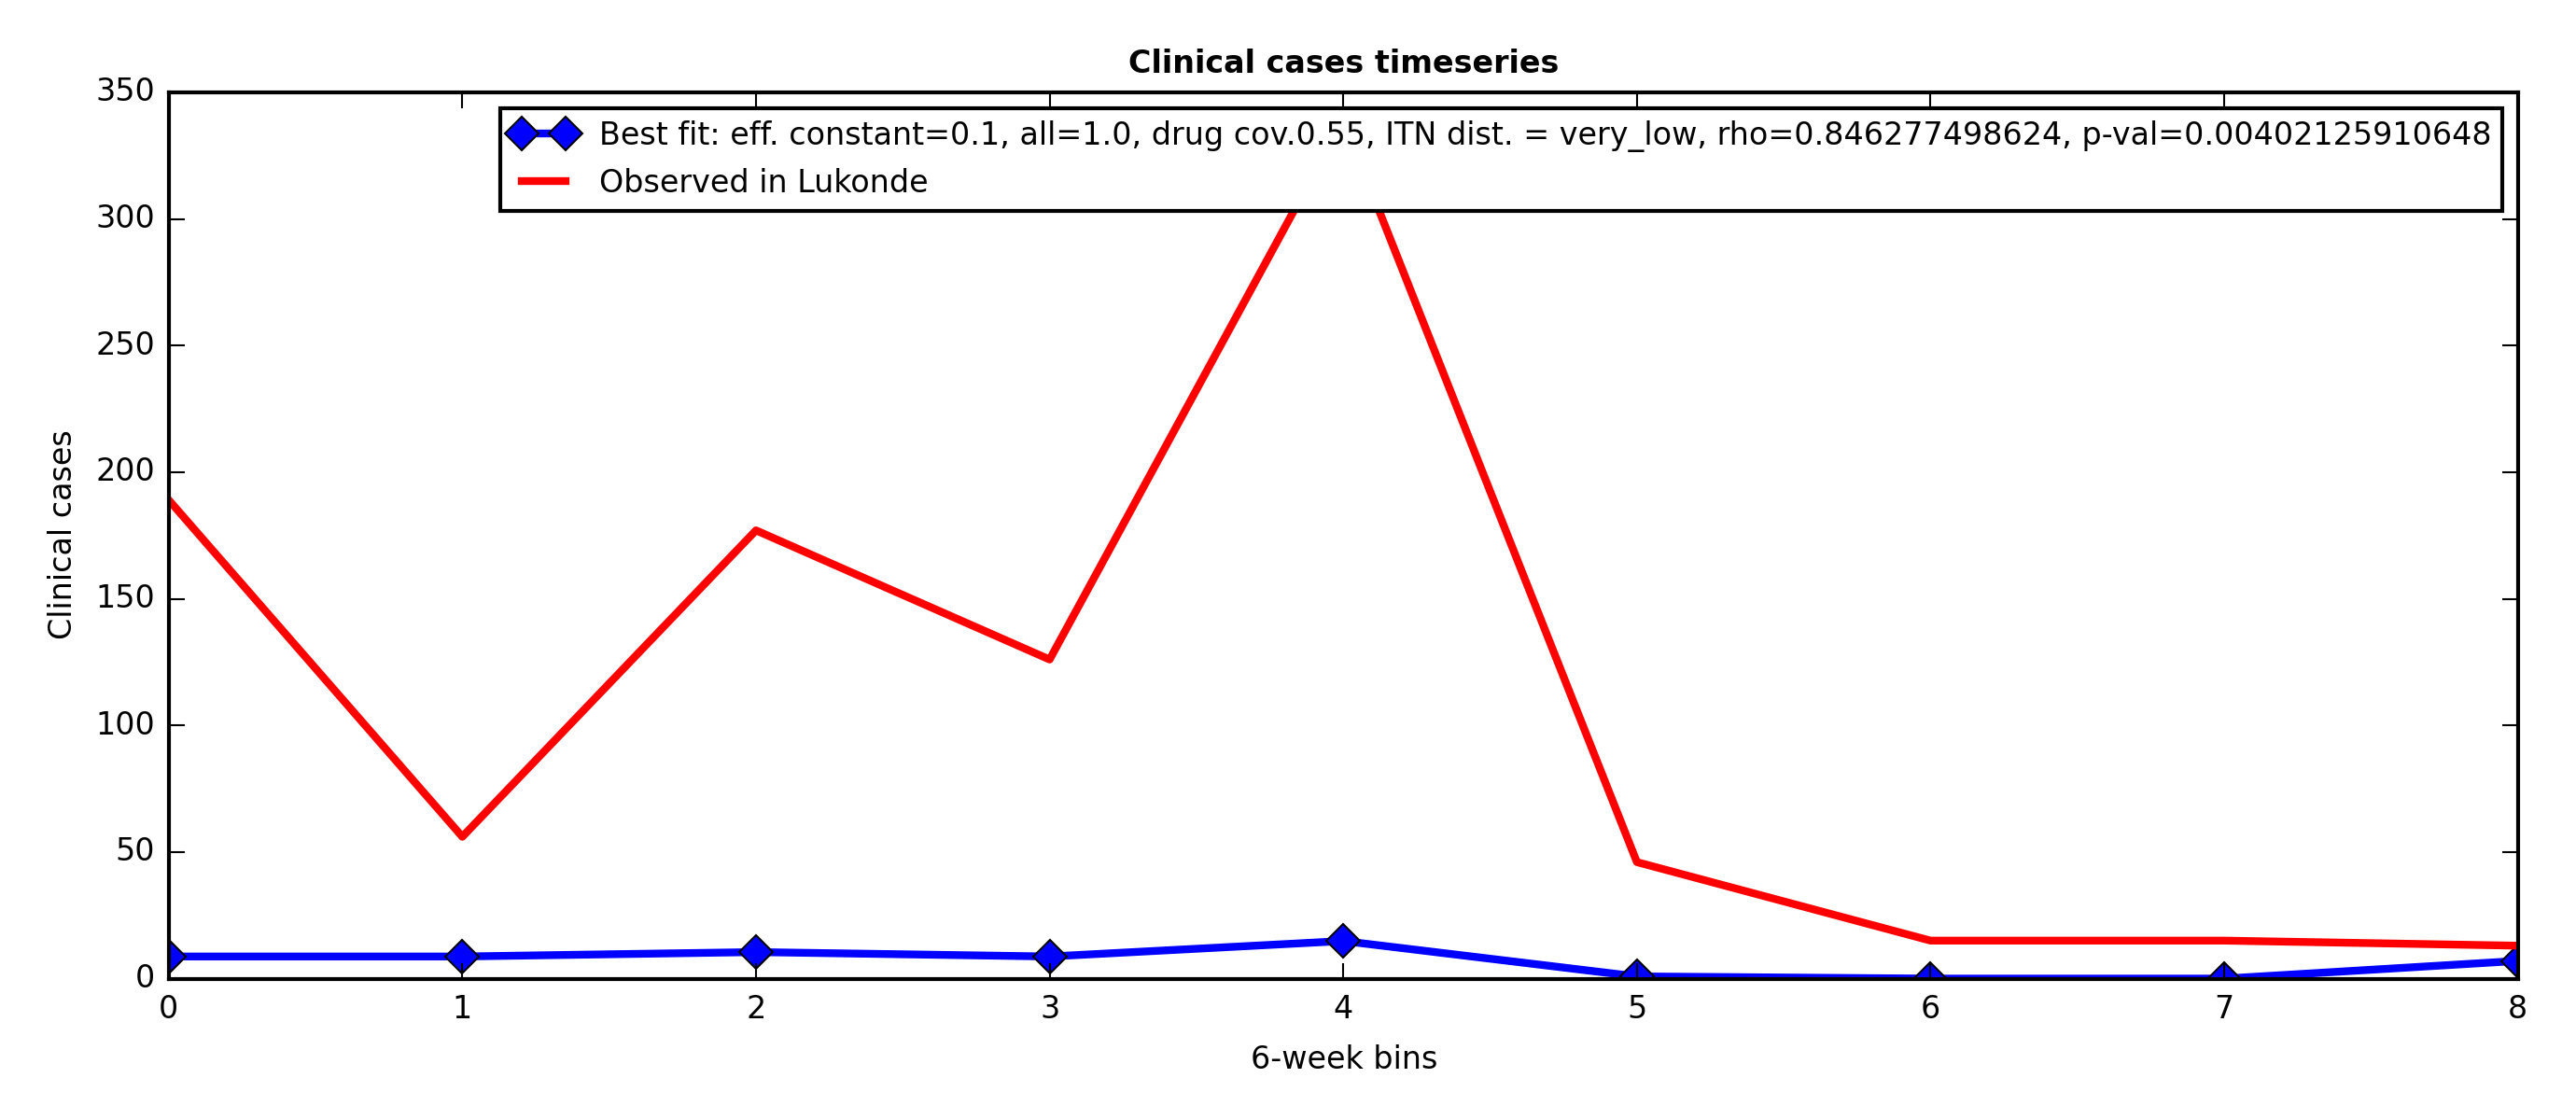 Clinical cases timeseries
350
300
250
200
150
100
50
0
Clinical cases
Best fit: eff. constant=0.1, all=1.0, drug cov.0.55, ITN dist. = very_low, rho=0.846277498624, p-val=0.00402125910648
Observed in Lukonde
0 1 2 3 4 5 6 7 8
6-week bins